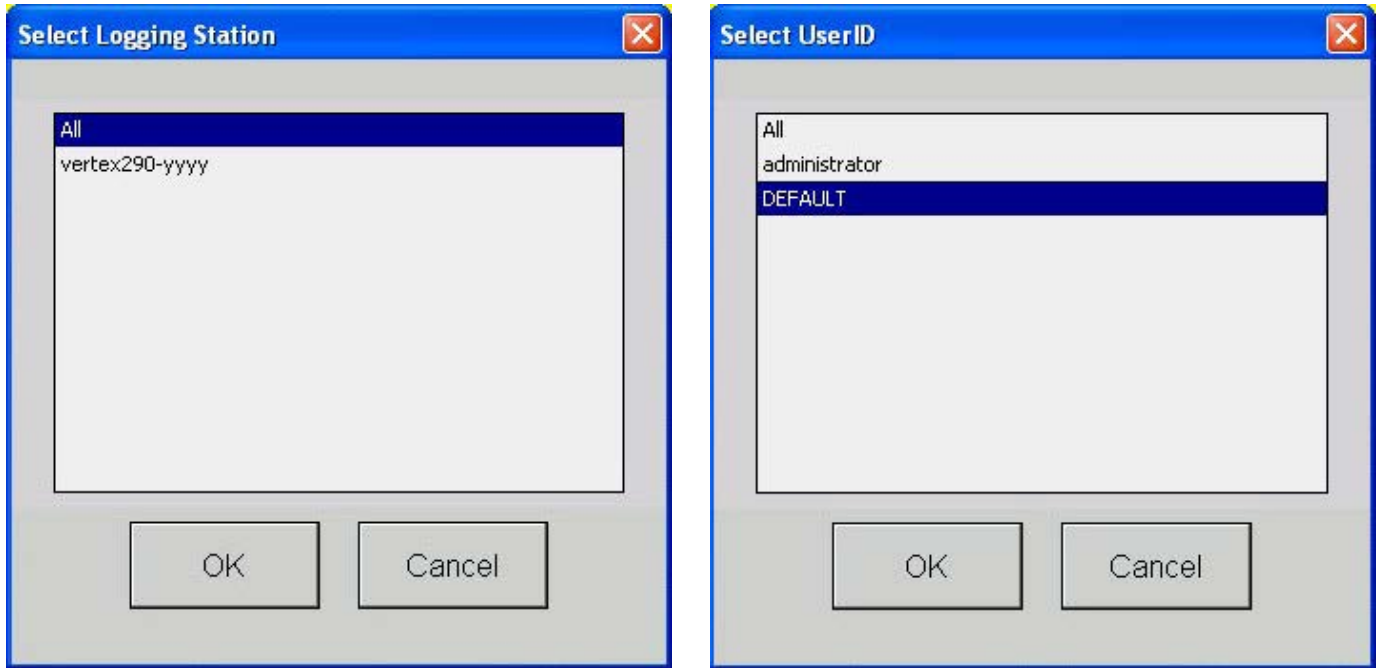 Select Logging Station
All
vertex290-yyyy
OK
Cancel
Select UserID
All
administrator
DEFAULT
OK
Cancel